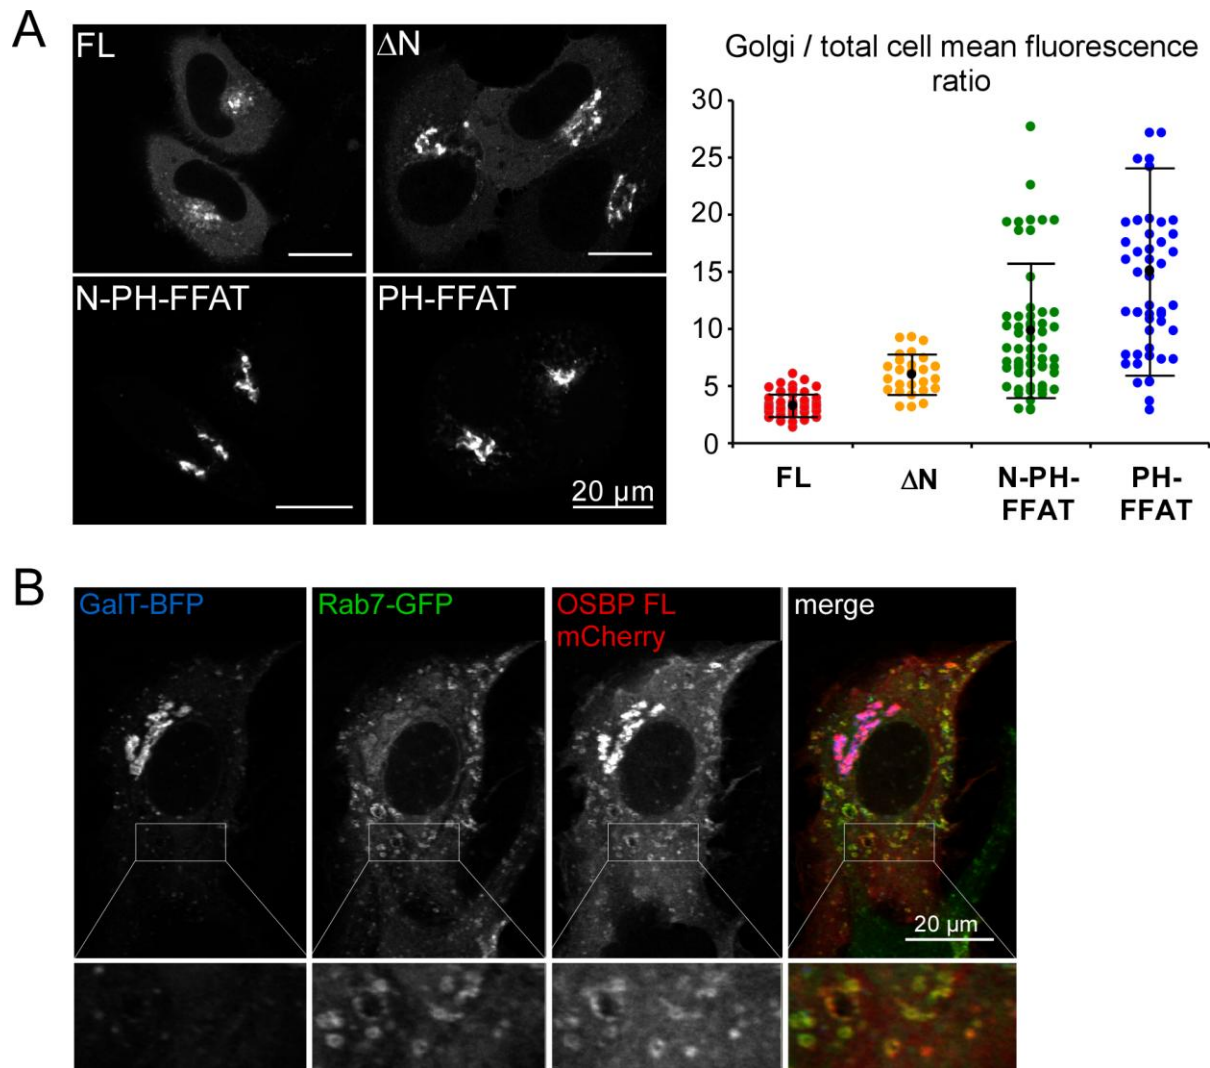 A
FL
ΔN
N-PH-FFAT
PH-FFAT
20 µm
Golgi / total cell mean fluorescence
ratio
30
25
20
15
10
5
0
FL
ΔN
N-PH-
FFAT
PH-
FFAT
B
GalT-BFP
Rab7-GFP
OSBP FL
mCherry
merge
20 µm